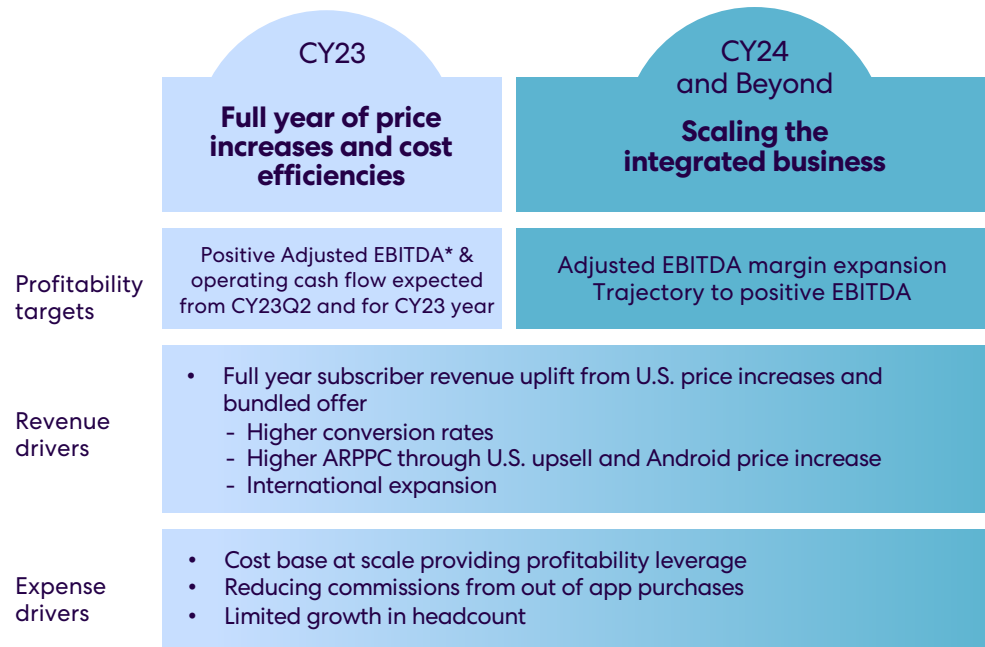 CY23
Full year of price
increases and cost
efficiencies
CY24
and Beyond
Scaling the
integrated business
Profitability
targets
Positive Adjusted EBITDA* &
operating cash flow expected
from CY23Q2 and for CY23 year
Adjusted EBITDA margin expansion
Trajectory to positive EBITDA
Revenue
drivers
• Full year subscriber revenue uplift from U.S. price increases and
bundled offer
- Higher conversion rates
- Higher ARPPC through U.S. upsell and Android price increase
- International expansion
Expense
drivers
• Cost base at scale providing profitability leverage
• Reducing commissions from out of app purchases
• Limited growth in headcount